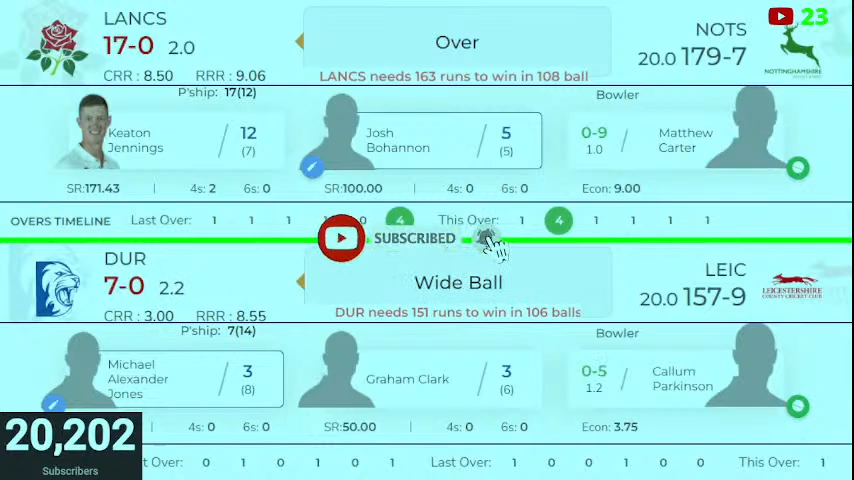 LANCS
17-0 2.0
CRR : 8.50 RRR : 9.06
Over
LANCS needs 163 runs to win in 108 ball
NOTS
20.0 179-7
23
NOTTINGHAMSHIRE
P'ship: 17(12)
Bowler
Keaton Jennings
12
(7)
Josh Bohannon
5
(5)
0-9
1.0
Matthew Carter
SR:171.43 | 4s: 2 6s: 0
SR:100.00 | 4s: 0 6s: 0
Econ: 9.00
OVERS TIMELINE Last Over: 1 1 1 1 0 4 This Over: 1 4 1 1 1 1
SUBSCRIBED
DUR
7-0 2.2
CRR : 3.00 RRR : 8.55
Wide Ball
DUR needs 151 runs to win in 106 balls
LEIC
20.0 157-9
LEICESTERSHIRE
COUNTY CRICKET CLUB
P'ship: 7(14)
Bowler
Michael Alexander Jones
3
(8)
Graham Clark
3
(6)
0-5
1.2
Callum Parkinson
4s: 0 6s: 0
SR:50.00 | 4s: 0 6s: 0
Econ: 3.75
20,202
Subscribers
t Over: 0 1 0 1 0 1 Last Over: 1 0 0 1 0 0 This Over: 1